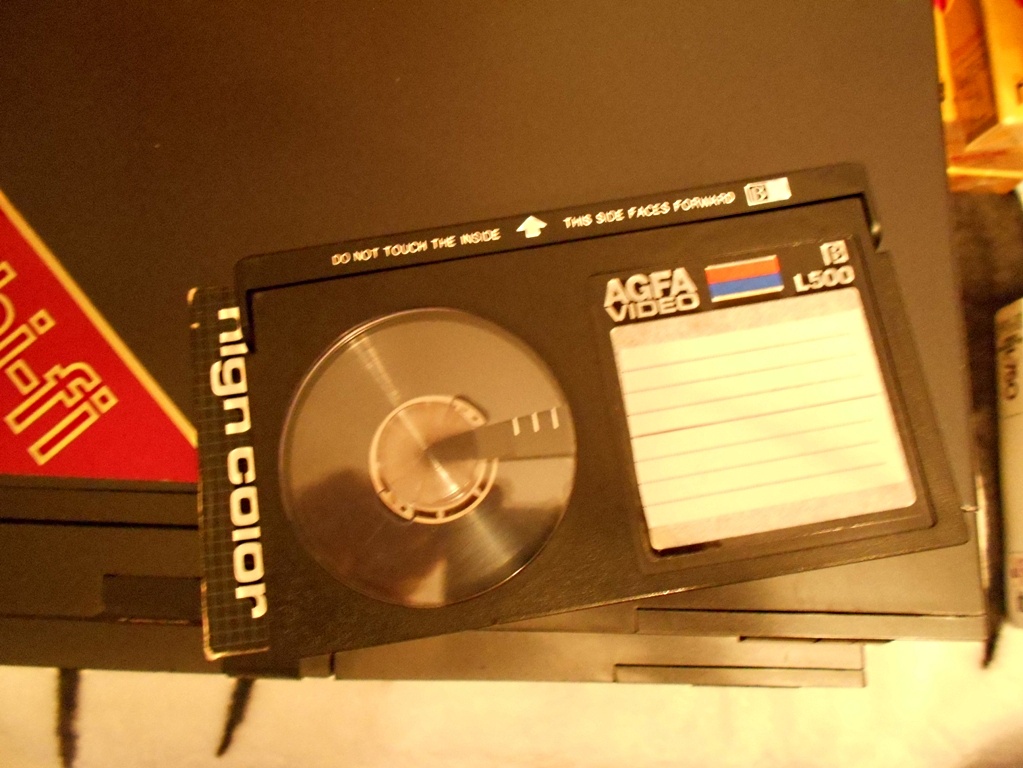 DO NOT TOUCH THE INSIDE
THIS SIDE FACES FORWARD
B
AGFA
VIDEO
B
L500
high color
hi-fi